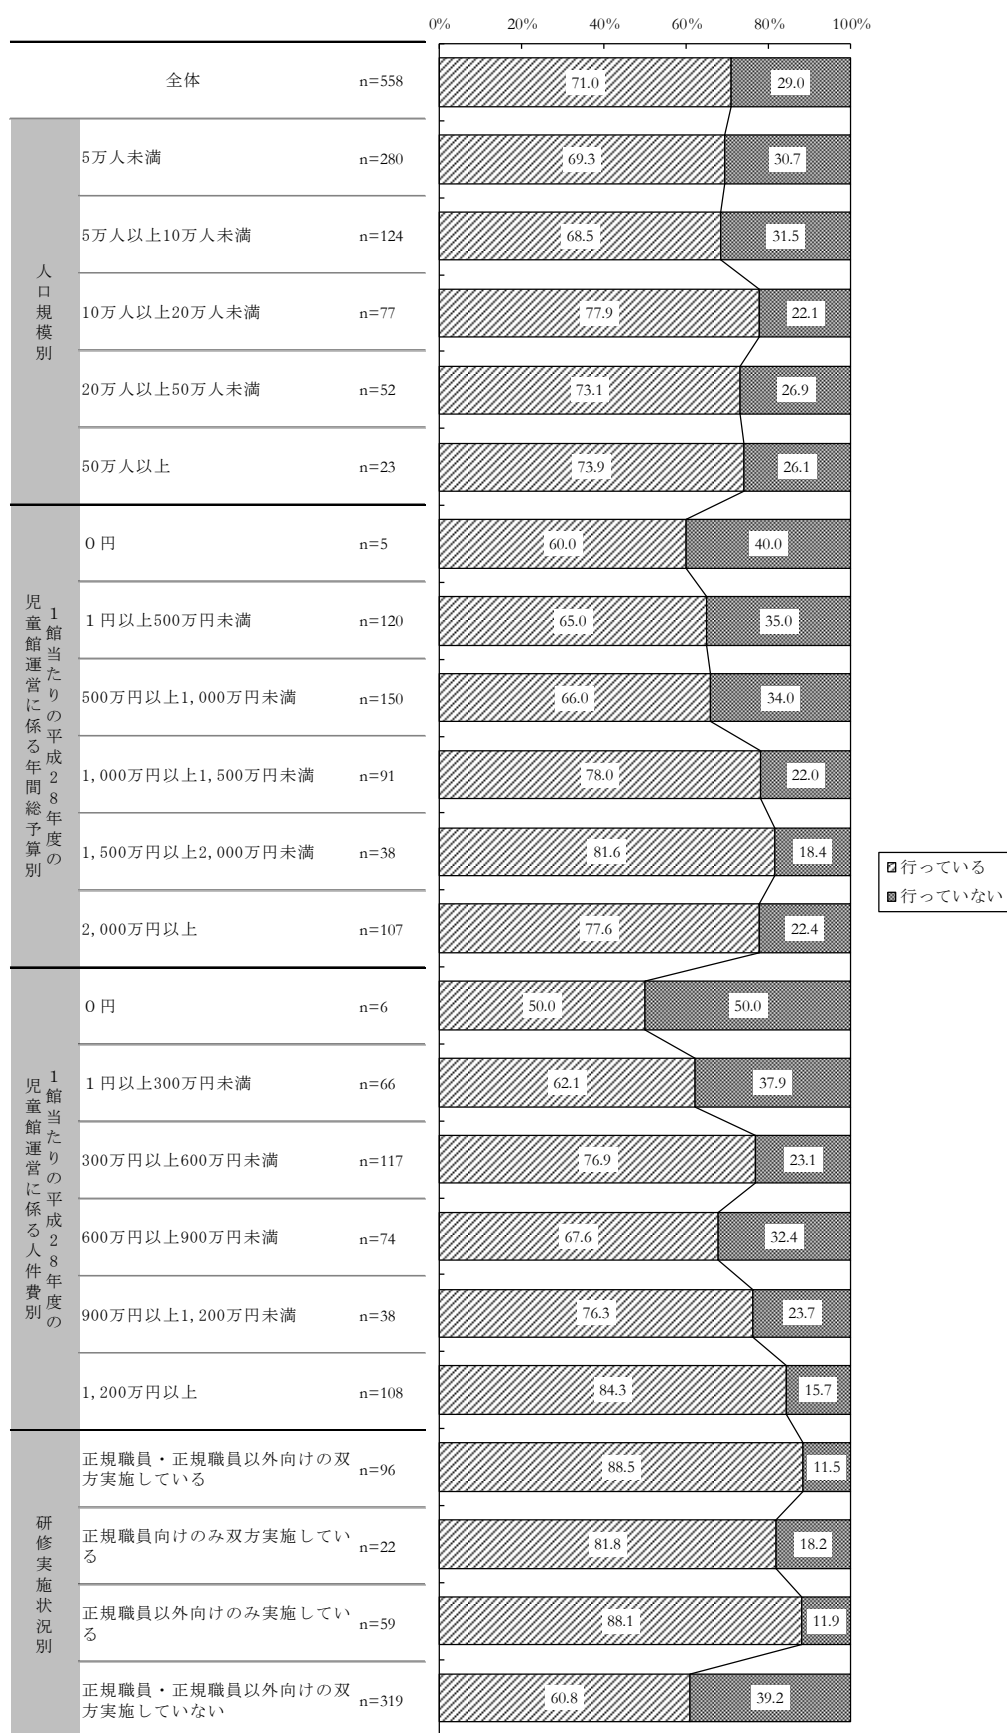 0% 20% 40% 60% 80% 100%
全体 n=558 71.0 29.0
人口規模別
5万人未満 n=280 69.3 30.7
5万人以上10万人未満 n=124 68.5 31.5
10万人以上20万人未満 n=77 77.9 22.1
20万人以上50万人未満 n=52 73.1 26.9
50万人以上 n=23 73.9 26.1
1館当たりの平成28年度の
児童館運営に係る年間総予算別
0円 n=5 60.0 40.0
1円以上500万円未満 n=120 65.0 35.0
500万円以上1,000万円未満 n=150 66.0 34.0
1,000万円以上1,500万円未満 n=91 78.0 22.0
1,500万円以上2,000万円未満 n=38 81.6 18.4
2,000万円以上 n=107 77.6 22.4
行っている
行っていない
1館当たりの平成28年度の
児童館運営に係る人件費別
0円 n=6 50.0 50.0
1円以上300万円未満 n=66 62.1 37.9
300万円以上600万円未満 n=117 76.9 23.1
600万円以上900万円未満 n=74 67.6 32.4
900万円以上1,200万円未満 n=38 76.3 23.7
1,200万円以上 n=108 84.3 15.7
研修実施状況別
正規職員・正規職員以外向けの双
方実施している n=96 88.5 11.5
正規職員向けのみ双方実施してい
る n=22 81.8 18.2
正規職員以外向けのみ実施してい
る n=59 88.1 11.9
正規職員・正規職員以外向けの双
方実施していない n=319 60.8 39.2